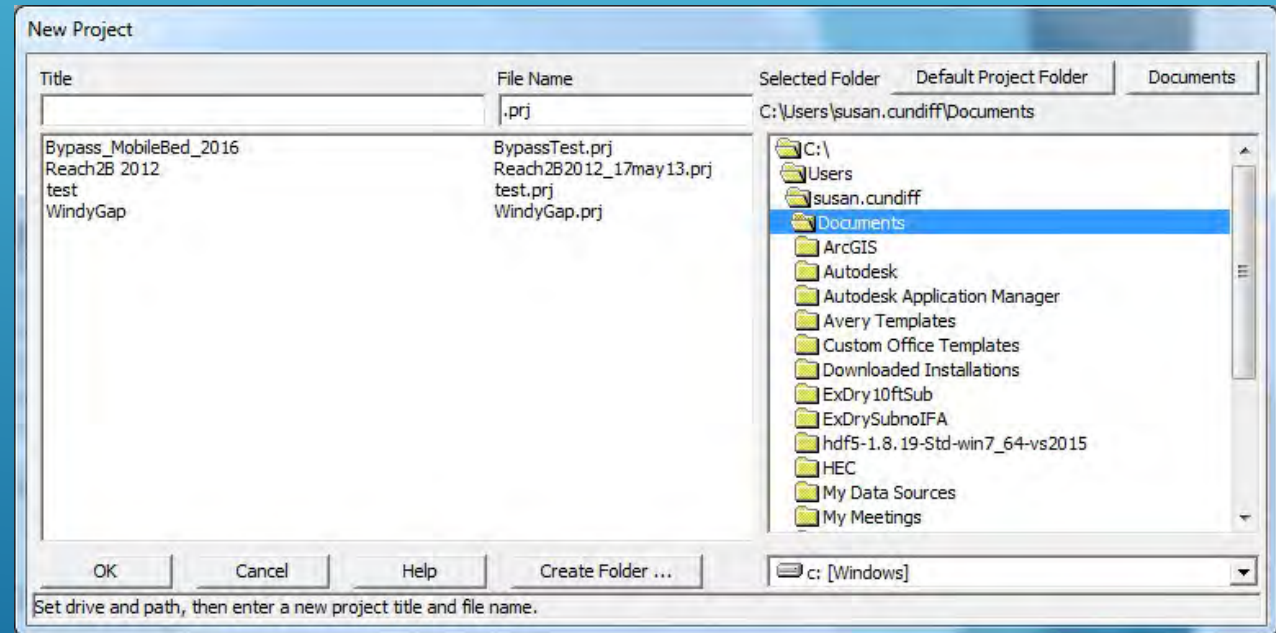 New Project
Title
File Name
Selected Folder
Default Project Folder
Documents
.prj
C:\Users\susan.cundiff\Documents
Bypass_MobileBed_2016 BypassTest.prj
Reach2B 2012 Reach2B2012_17may13.prj
test test.prj
WindyGap WindyGap.prj
C:\
Users
susan.cundiff
Documents
ArcGIS
Autodesk
Autodesk Application Manager
Avery Templates
Custom Office Templates
Downloaded Installations
ExDry10ftSub
ExDrySubnoIFA
hdf5-1.8.19-Std-win7_64-vs2015
HEC
My Data Sources
My Meetings
OK
Cancel
Help
Create Folder ...
c: [Windows]
Set drive and path, then enter a new project title and file name.